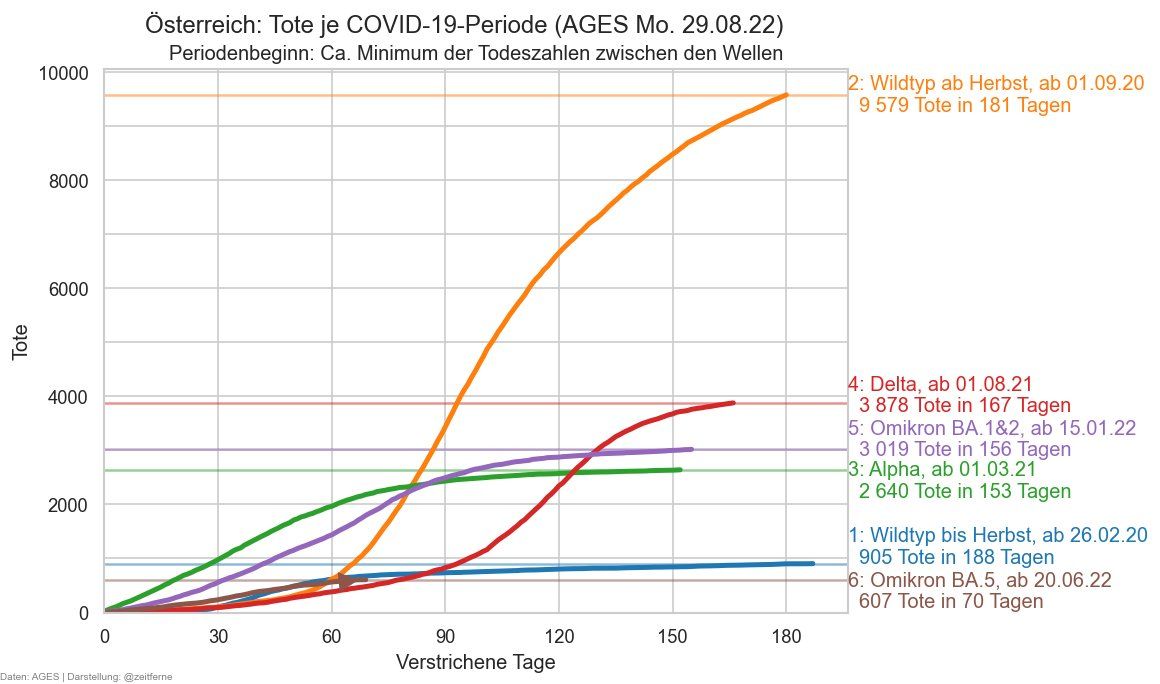 Österreich: Tote je COVID-19-Periode (AGES Mo. 29.08.22)
Periodenbeginn: Ca. Minimum der Todeszahlen zwischen den Wellen
10000
8000
6000
4000
2000
0
Tote
0 30 60 90 120 150 180
Verstrichene Tage
2: Wildtyp ab Herbst, ab 01.09.20
9 579 Tote in 181 Tagen
4: Delta, ab 01.08.21
3 878 Tote in 167 Tagen
5: Omikron BA.1&2, ab 15.01.22
3 019 Tote in 156 Tagen
3: Alpha, ab 01.03.21
2 640 Tote in 153 Tagen
1: Wildtyp bis Herbst, ab 26.02.20
905 Tote in 188 Tagen
6: Omikron BA.5, ab 20.06.22
607 Tote in 70 Tagen
Daten: AGES | Darstellung: @zeitferne